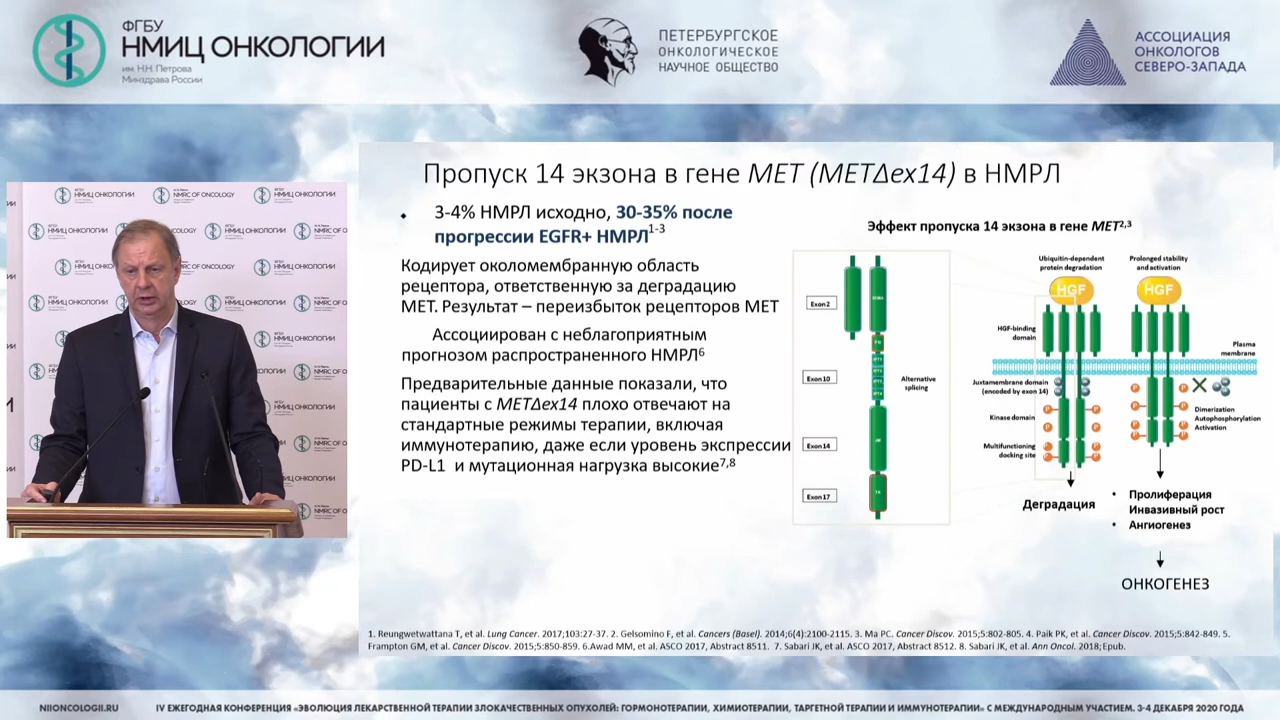 ФГБУ
НМИЦ ОНКОЛОГИИ
им. Н.Н. Петрова
Минздрава России
ПЕТЕРБУРГСКОЕ
ОНКОЛОГИЧЕСКОЕ
НАУЧНОЕ ОБЩЕСТВО
АССОЦИАЦИЯ
ОНКОЛОГОВ
СЕВЕРО-ЗАПАДА
НМИЦ ОНКОЛОГИИ
NMRC OF ONCOLOGY
НМИЦ ОНКОЛОГИИ
Пропуск 14 экзона в гене MET (METΔex14) в НМРЛ
3-4% НМРЛ исходно, 30-35% после
прогрессии EGFR+ НМРЛ1-3
Кодирует околомембранную область
рецептора, ответственную за деградацию
MET. Результат – переизбыток рецепторов MET
Ассоциирован с неблагоприятным
прогнозом распространенного НМРЛ6
Предварительные данные показали, что
пациенты с METΔex14 плохо отвечают на
стандартные режимы терапии, включая
иммунотерапию, даже если уровень экспрессии
PD-L1 и мутационная нагрузка высокие7,8
Эффект пропуска 14 экзона в гене MET2,3
Exon 2
Exon 10
Exon 14
Exon 17
SEMA
Alternative
splicing
Ubiquitin-dependent
protein degradation
Prolonged stability
and activation
HGF
HGF
HGF-binding
domain
Plasma
membrane
Juxtamembrane domain
(encoded by exon 14)
Kinase domain
Multifunctioning
docking site
Dimerization
Autophosphorylation
Activation
Деградация
• Пролиферация
Инвазивный рост
• Ангиогенез
ОНКОГЕНЕЗ
1. Reungwetwattana T, et al. Lung Cancer. 2017;103:27-37. 2. Gelsomino F, et al. Cancers (Basel). 2014;6(4):2100-2115. 3. Ma PC. Cancer Discov. 2015;5:802-805. 4. Paik PK, et al. Cancer Discov. 2015;5:842-849. 5.
Frampton GM, et al. Cancer Discov. 2015;5:850-859. 6.Awad MM, et al. ASCO 2017, Abstract 8511. 7. Sabari JK, et al. ASCO 2017, Abstract 8512. 8. Sabari JK, et al. Ann Oncol. 2018;Epub.
NIIONCOLOGII.RU
IV ЕЖЕГОДНАЯ КОНФЕРЕНЦИЯ «ЭВОЛЮЦИЯ ЛЕКАРСТВЕННОЙ ТЕРАПИИ ЗЛОКАЧЕСТВЕННЫХ ОПУХОЛЕЙ: ГОРМОНОТЕРАПИИ, ХИМИОТЕРАПИИ, ТАРГЕТНОЙ ТЕРАПИИ И ИММУНОТЕРАПИИ» С МЕЖДУНАРОДНЫМ УЧАСТИЕМ. 3-4 ДЕКАБРЯ 2020 ГОДА